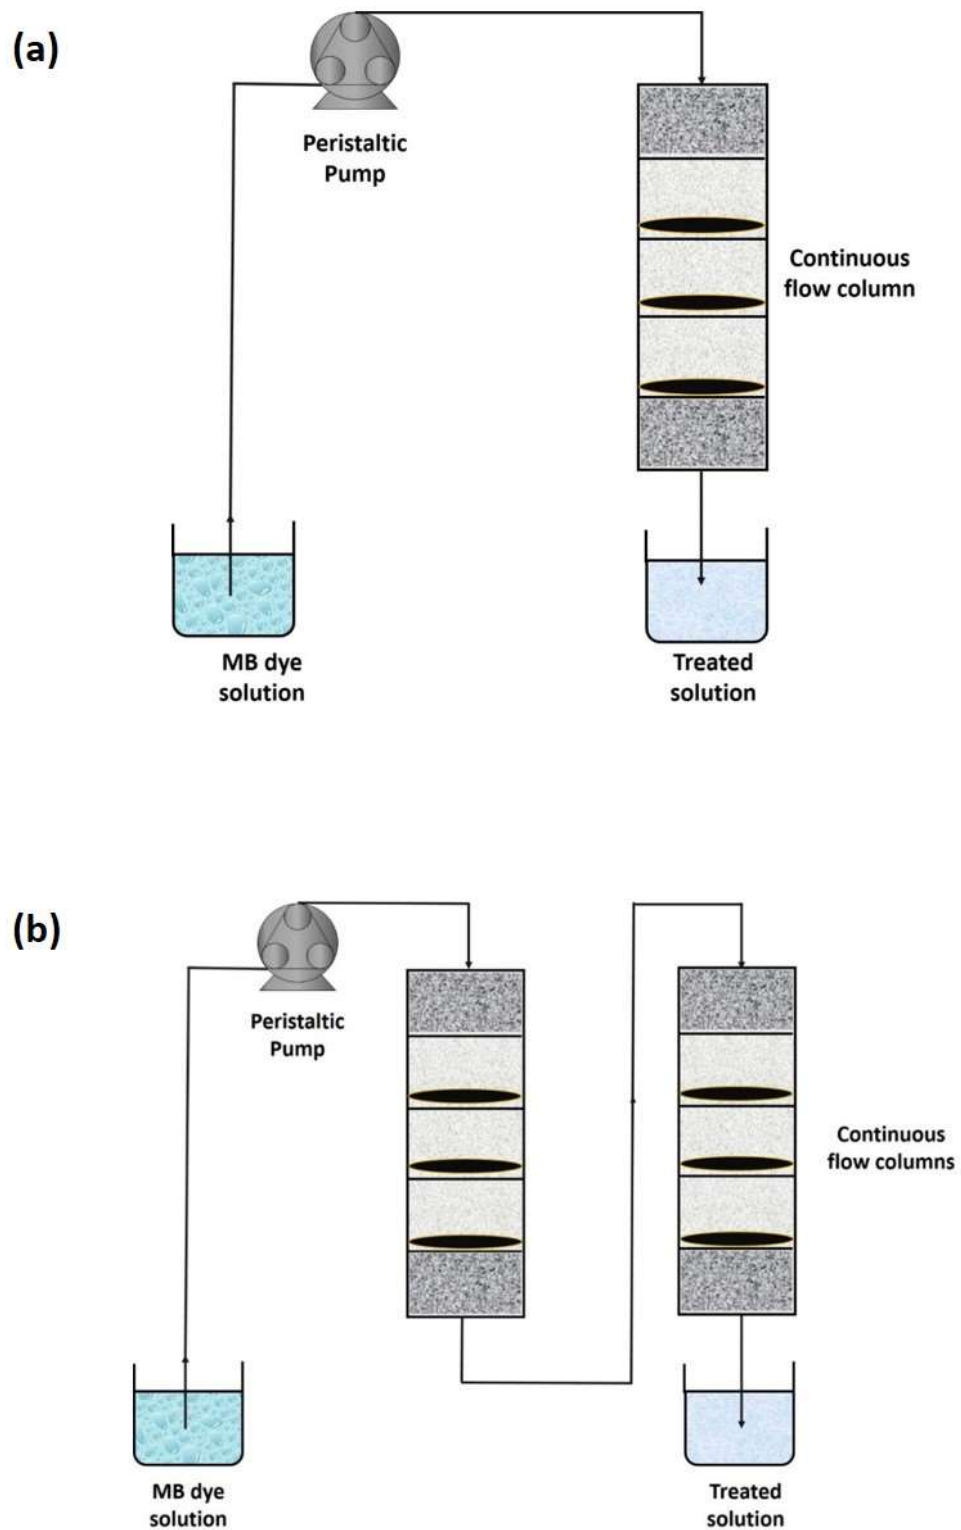 (a)
Peristaltic
Pump
Continuous
flow column
MB dye
solution
Treated
solution
(b)
Peristaltic
Pump
Continuous
flow columns
MB dye
solution
Treated
solution